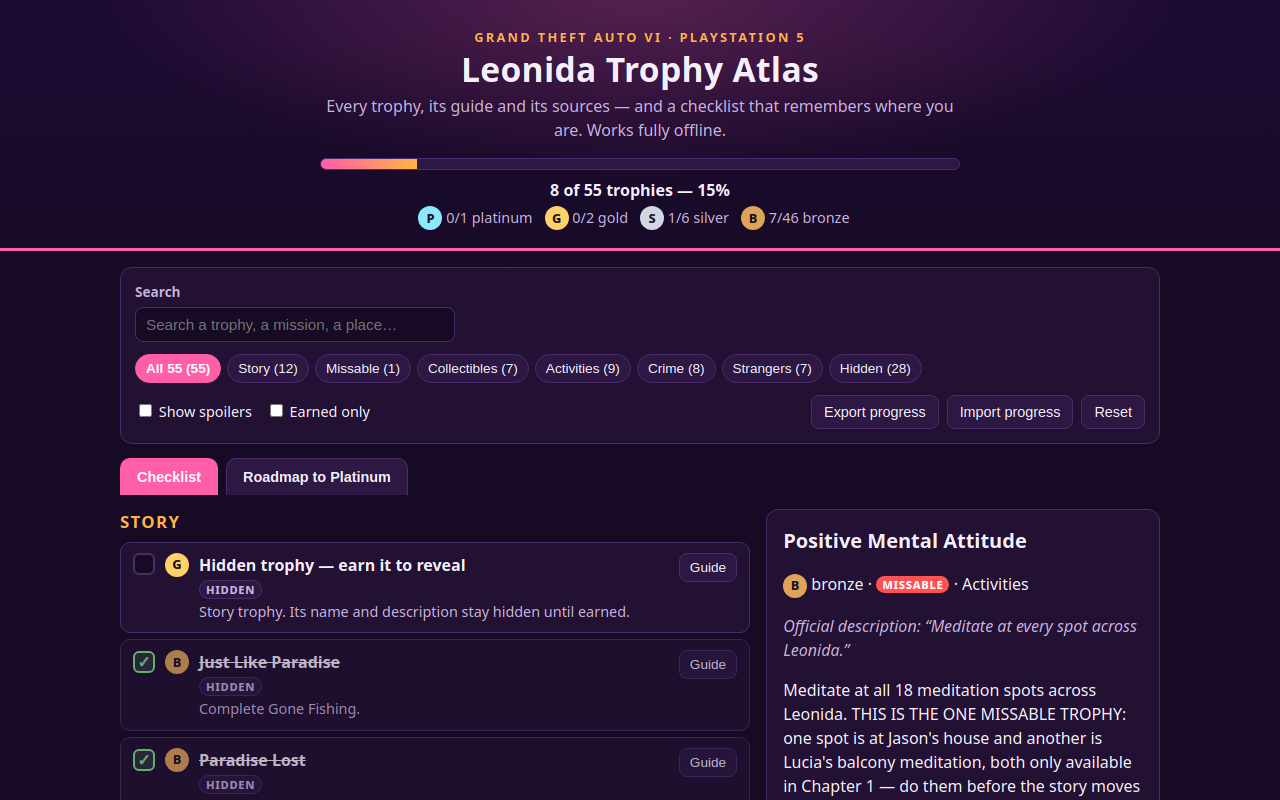 GRAND THEFT AUTO VI · PLAYSTATION 5
Leonida Trophy Atlas
Every trophy, its guide and its sources — and a checklist that remembers where you
are. Works fully offline.
8 of 55 trophies — 15%
P 0/1 platinum G 0/2 gold S 1/6 silver B 7/46 bronze
Search
Search a trophy, a mission, a place…
All 55 (55) Story (12) Missable (1) Collectibles (7) Activities (9) Crime (8) Strangers (7) Hidden (28)
Show spoilers Earned only Export progress Import progress Reset
Checklist Roadmap to Platinum
STORY
G Hidden trophy — earn it to reveal Guide
HIDDEN
Story trophy. Its name and description stay hidden until earned.
✓ B Just Like Paradise Guide
HIDDEN
Complete Gone Fishing.
✓ B Paradise Lost Guide
HIDDEN
Positive Mental Attitude
B bronze · MISSABLE · Activities
Official description: “Meditate at every spot across
Leonida.”
Meditate at all 18 meditation spots across
Leonida. THIS IS THE ONE MISSABLE TROPHY:
one spot is at Jason's house and another is
Lucia's balcony meditation, both only available
in Chapter 1 — do them before the story moves